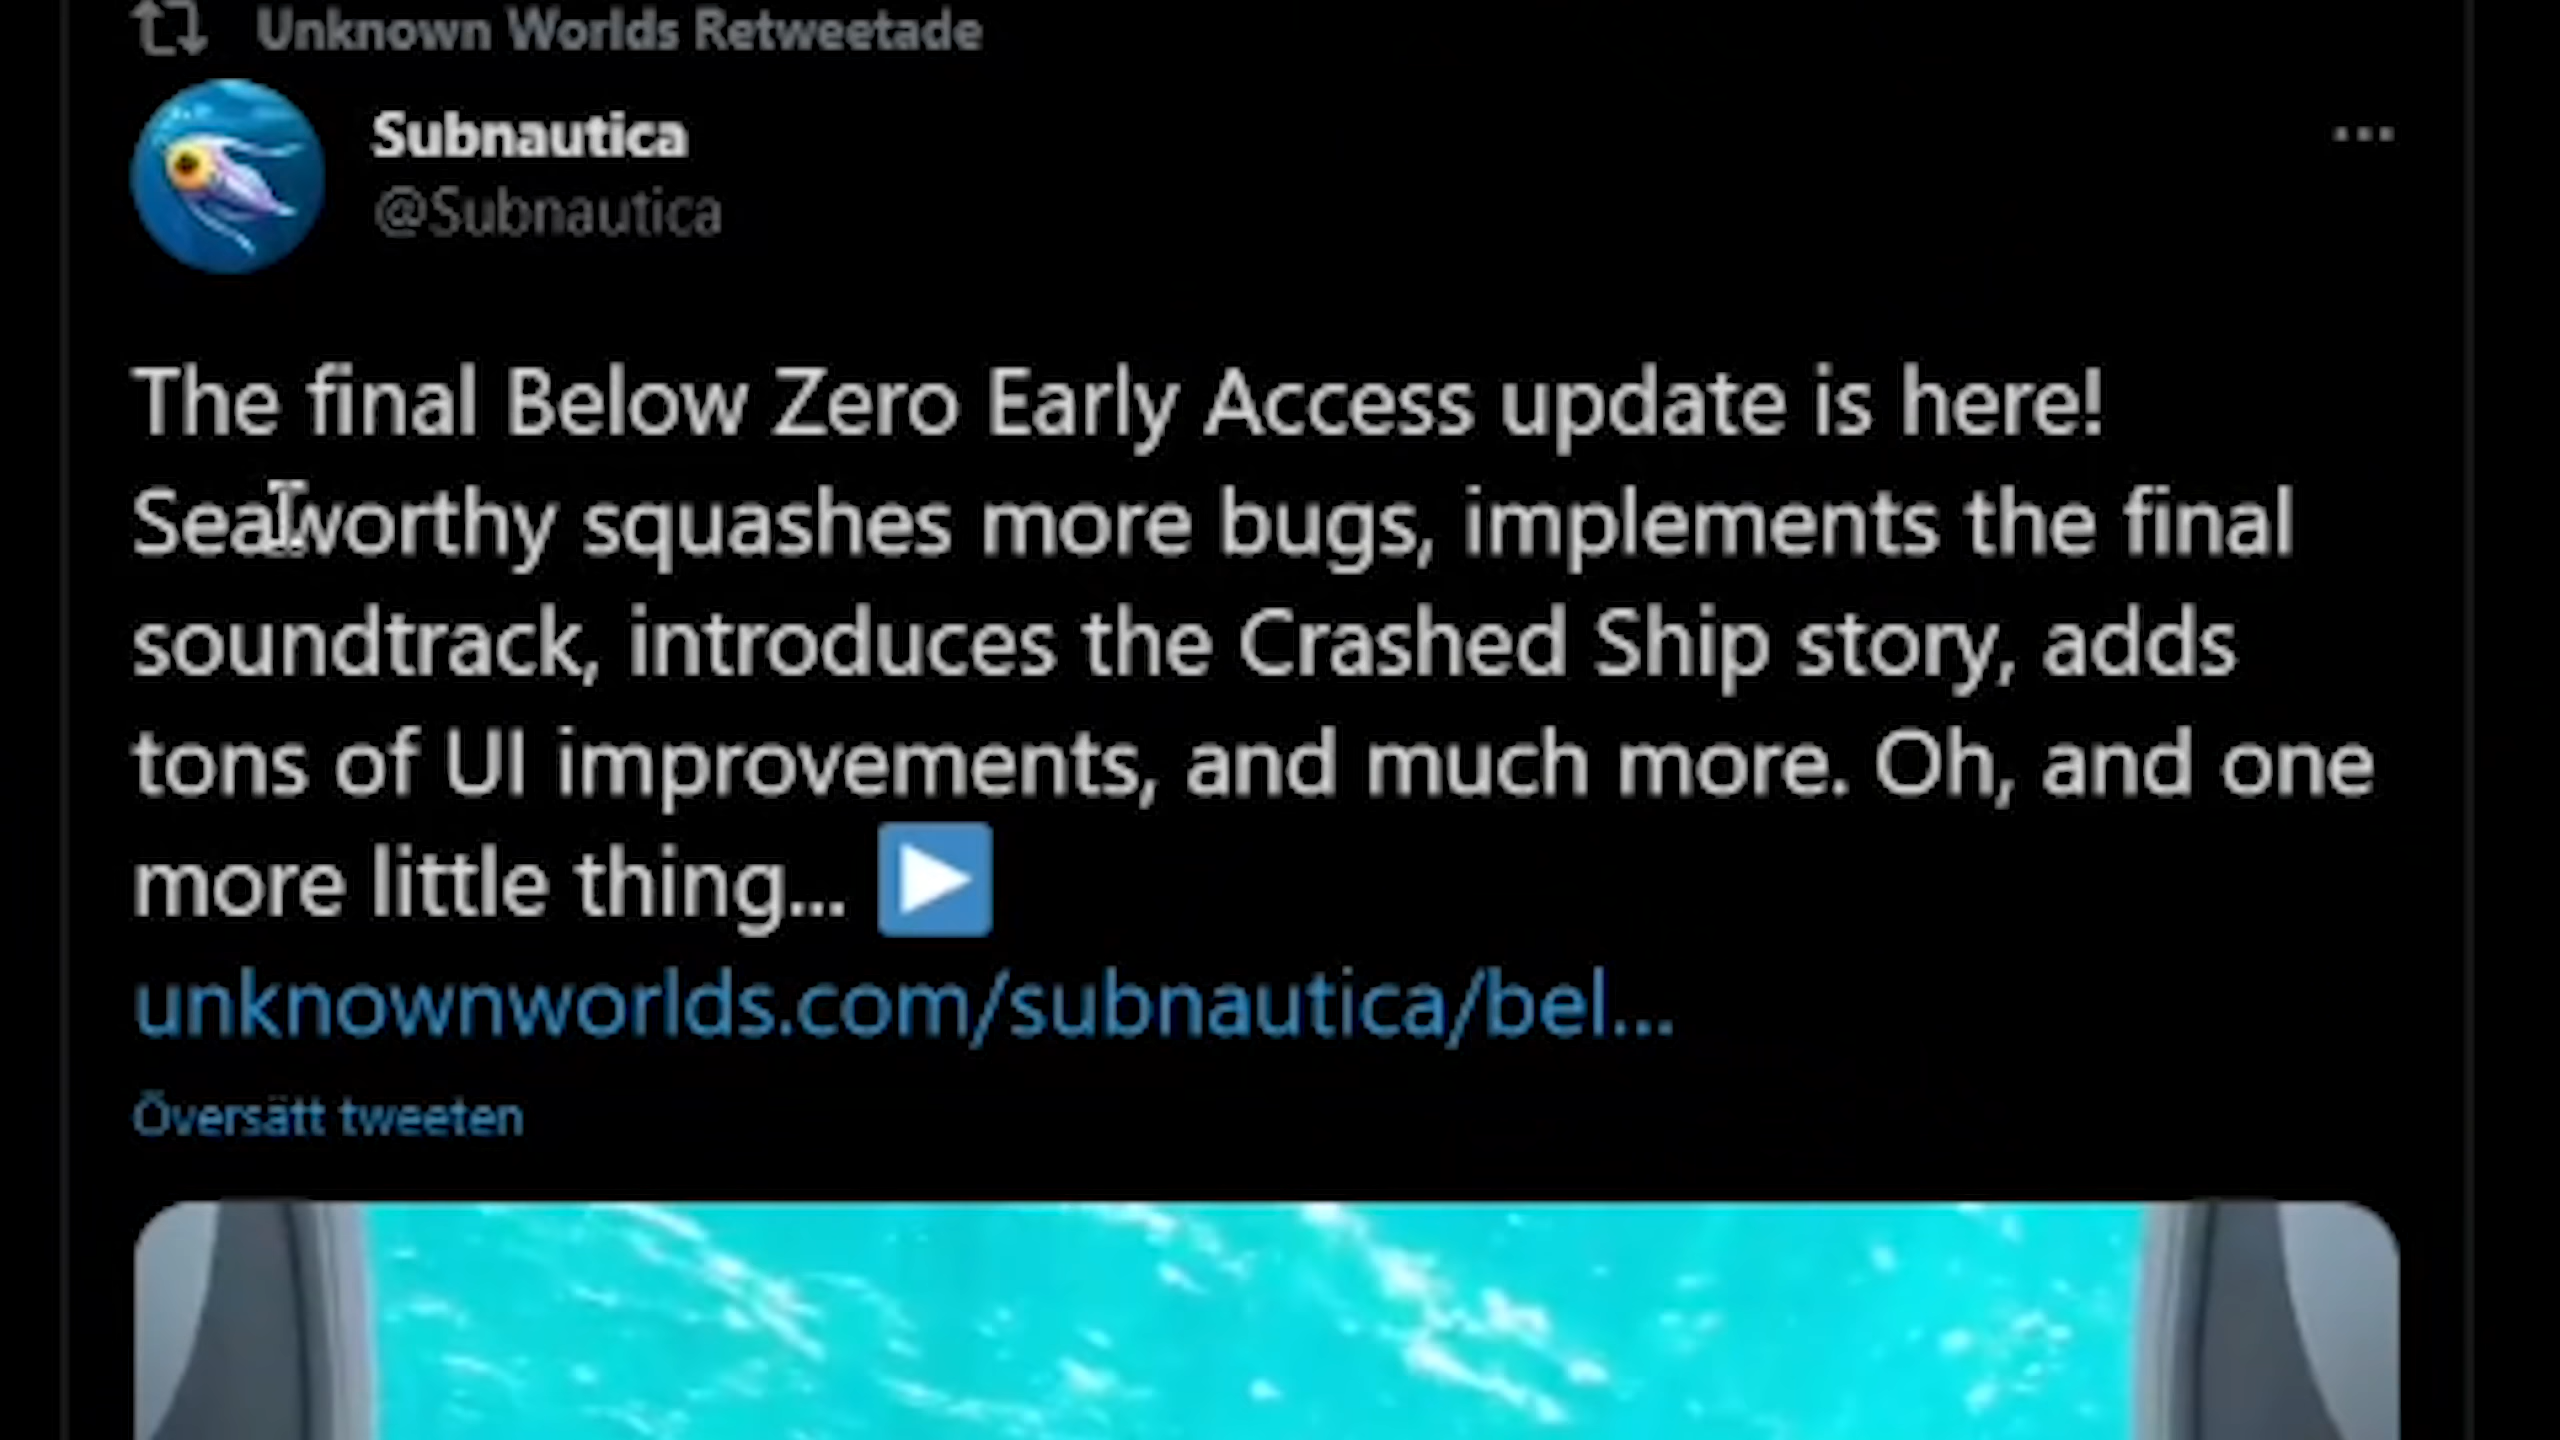 Unknown Worlds Retweetade
Subnautica
@Subnautica
The final Below Zero Early Access update is here!
Seaworthy squashes more bugs, implements the final
soundtrack, introduces the Crashed Ship story, adds
tons of UI improvements, and much more. Oh, and one
more little thing...
unknownworlds.com/subnautica/bel...
Översätt tweeten